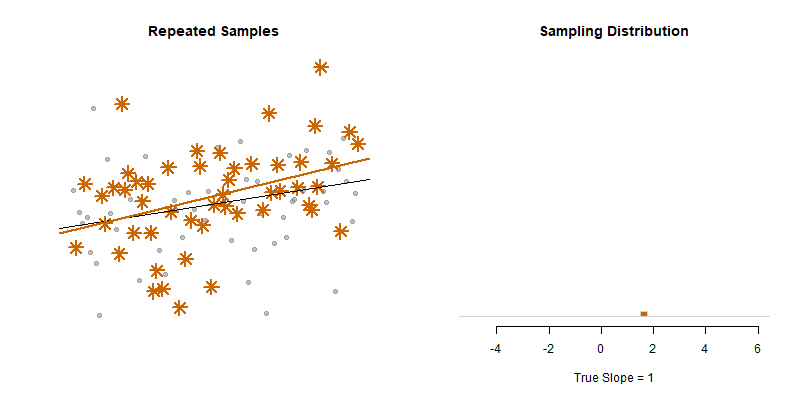 Repeated Samples
Sampling Distribution
-4 -2 0 2 4 6
True Slope = 1